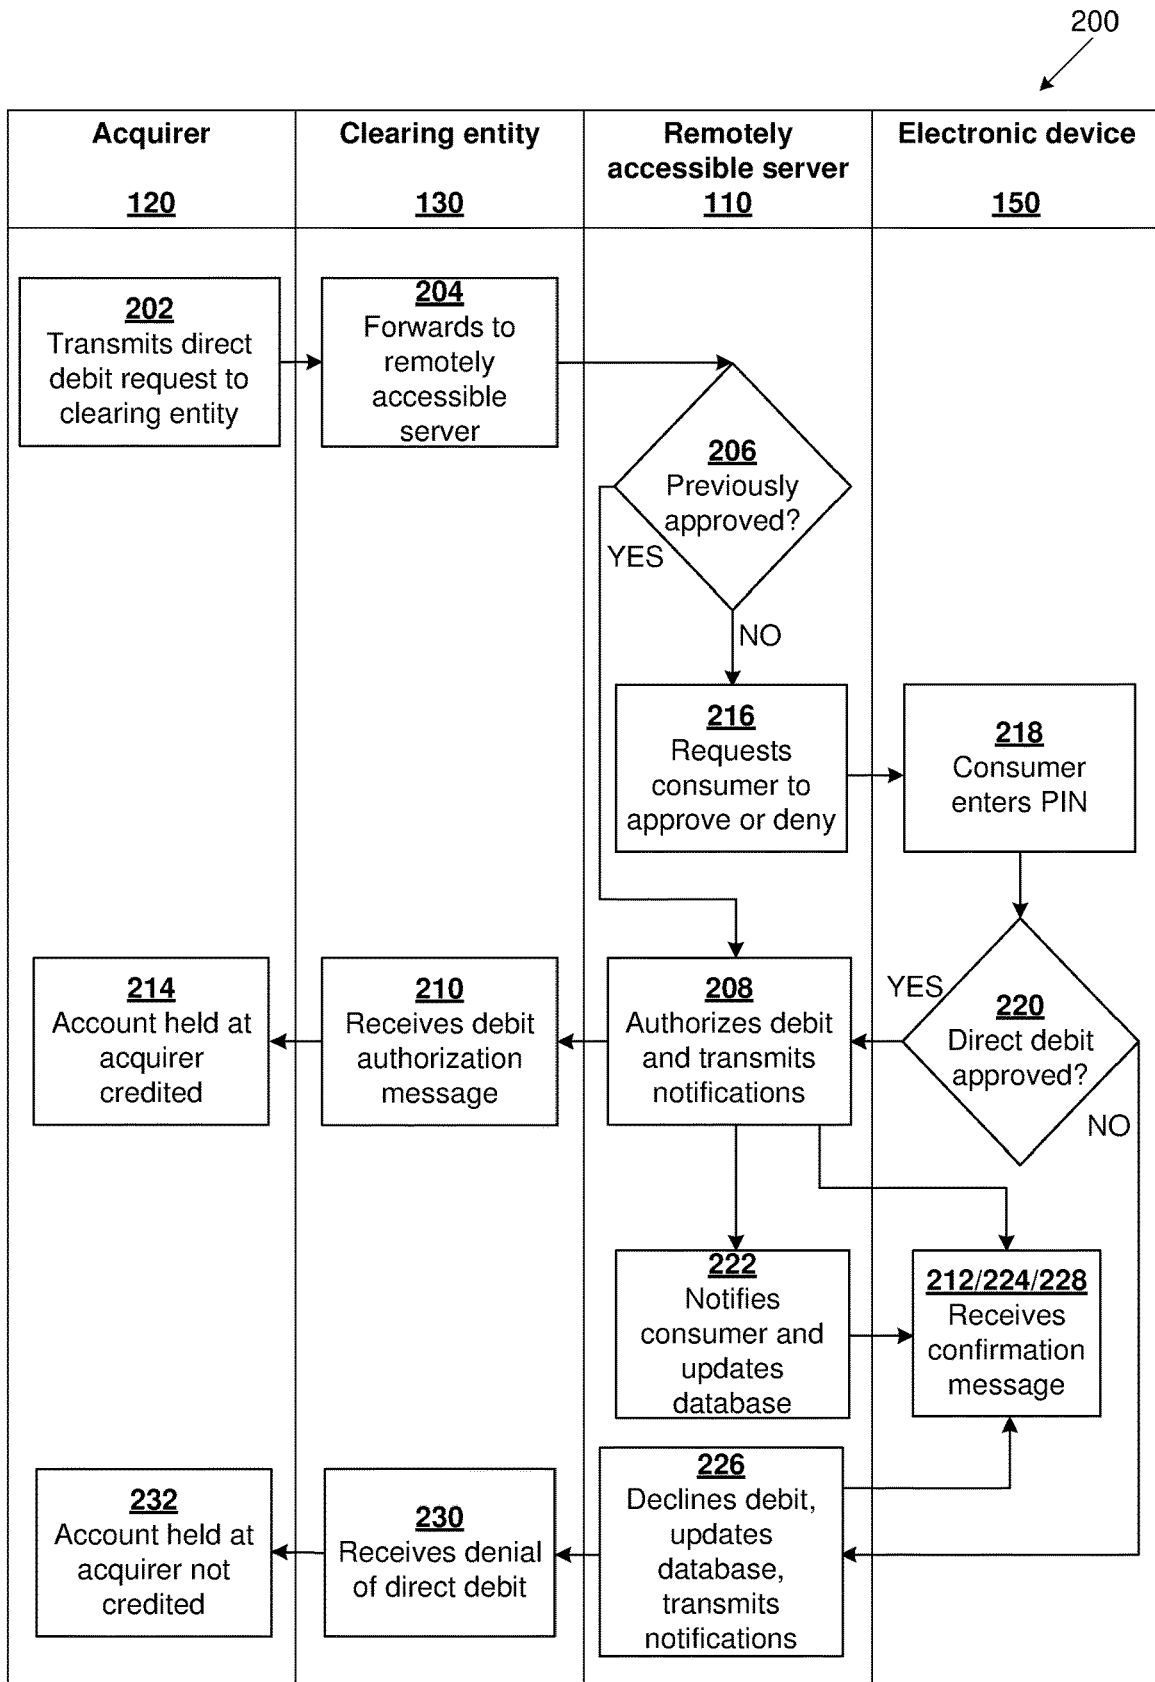 200
Acquirer
120
Clearing entity
130
Remotely
accessible server
110
Electronic device
150
202
Transmits direct
debit request to
clearing entity
204
Forwards to
remotely
accessible
server
206
Previously
approved?
YES
NO
216
Requests
consumer to
approve or deny
218
Consumer
enters PIN
214
Account held at
acquirer
credited
210
Receives debit
authorization
message
208
Authorizes debit
and transmits
notifications
YES
220
Direct debit
approved?
NO
222
Notifies
consumer and
updates
database
212/224/228
Receives
confirmation
message
232
Account held at
acquirer not
credited
230
Receives denial
of direct debit
226
Declines debit,
updates
database,
transmits
notifications